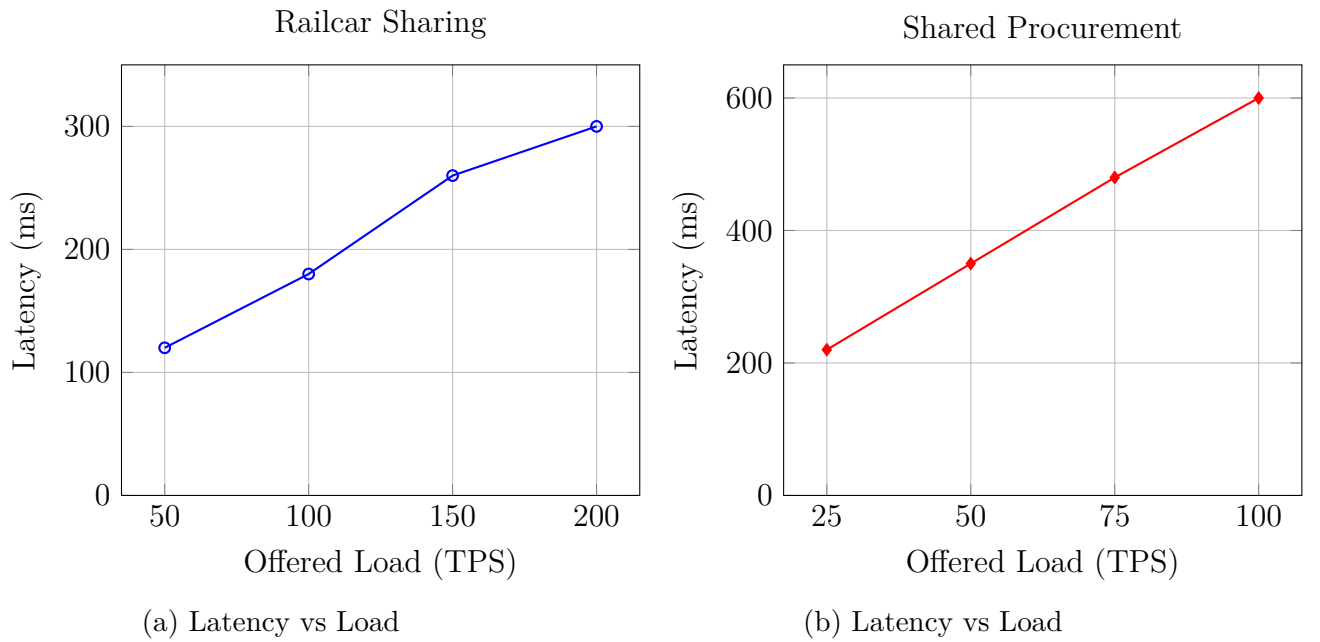 Railcar Sharing
300
200
100
0
Latency (ms)
50 100 150 200
Offered Load (TPS)
(a) Latency vs Load
Shared Procurement
600
400
200
0
Latency (ms)
25 50 75 100
Offered Load (TPS)
(b) Latency vs Load